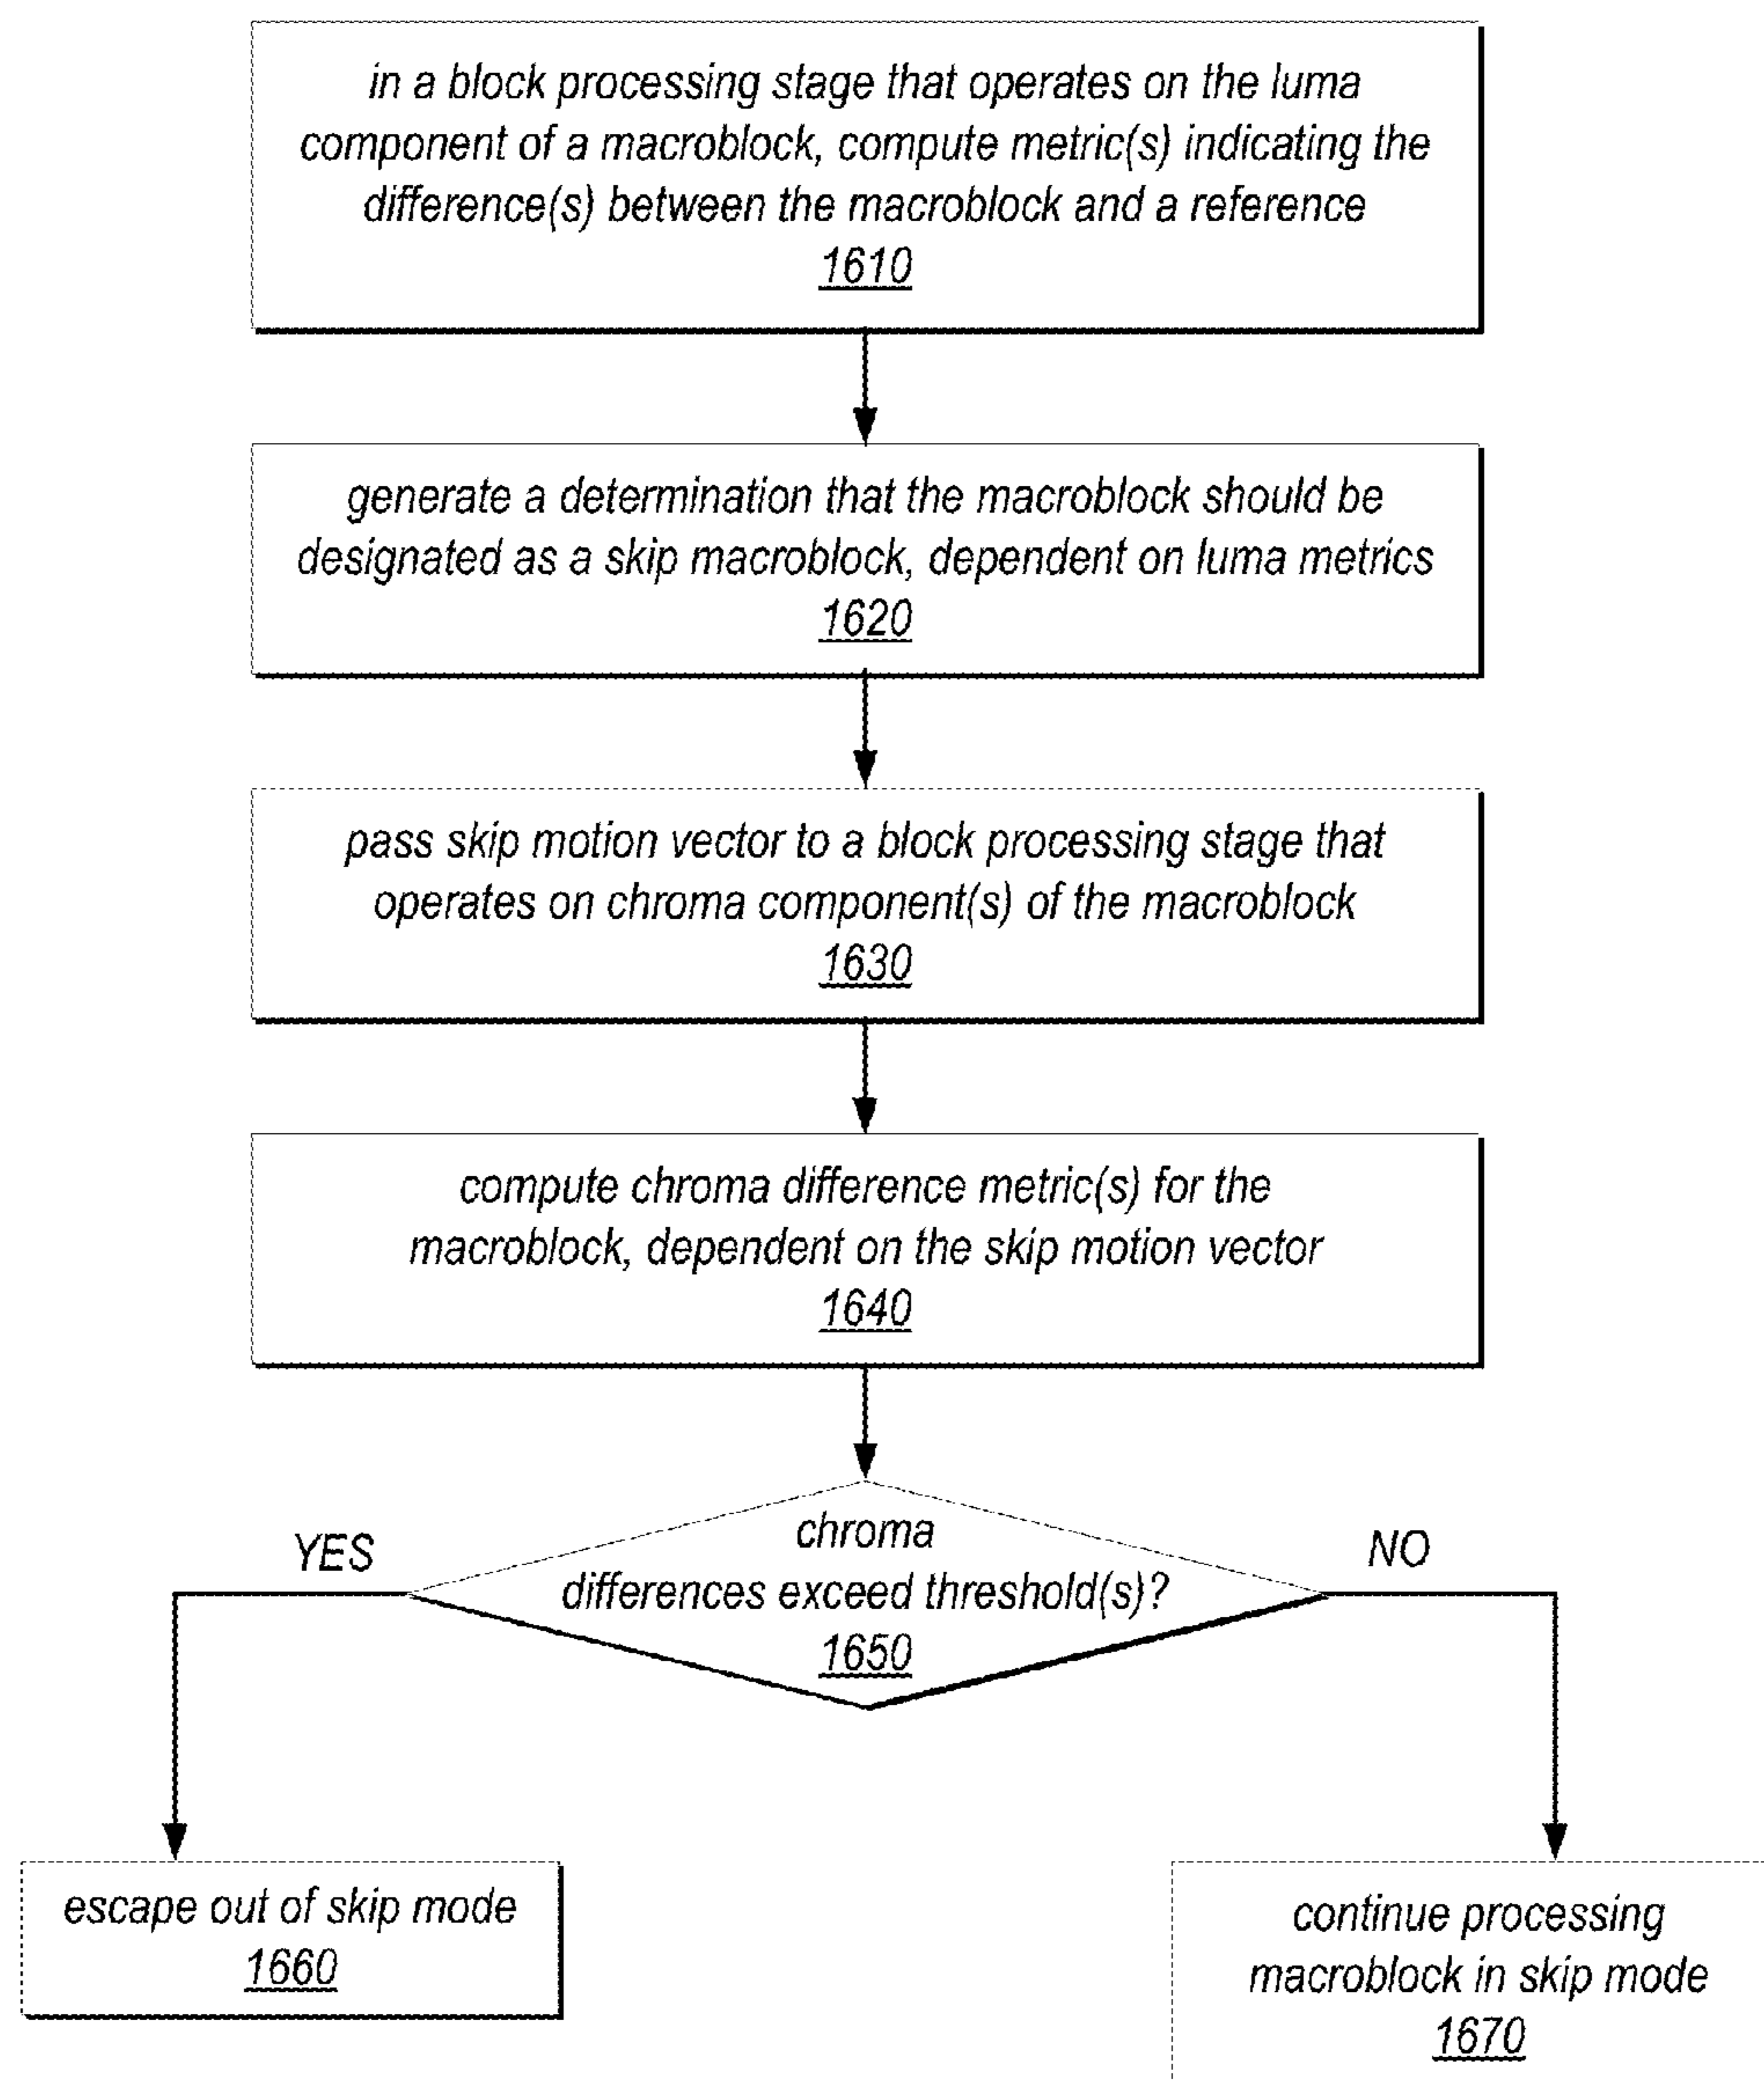 in a block processing stage that operates on the luma
component of a macroblock, compute metric(s) indicating the
difference(s) between the macroblock and a reference
1610
generate a determination that the macroblock should be
designated as a skip macroblock, dependent on luma metrics
1620
pass skip motion vector to a block processing stage that
operates on chroma component(s) of the macroblock
1630
compute chroma difference metric(s) for the
macroblock, dependent on the skip motion vector
1640
chroma
differences exceed threshold(s)?
1650
YES
NO
escape out of skip mode
1660
continue processing
macroblock in skip mode
1670